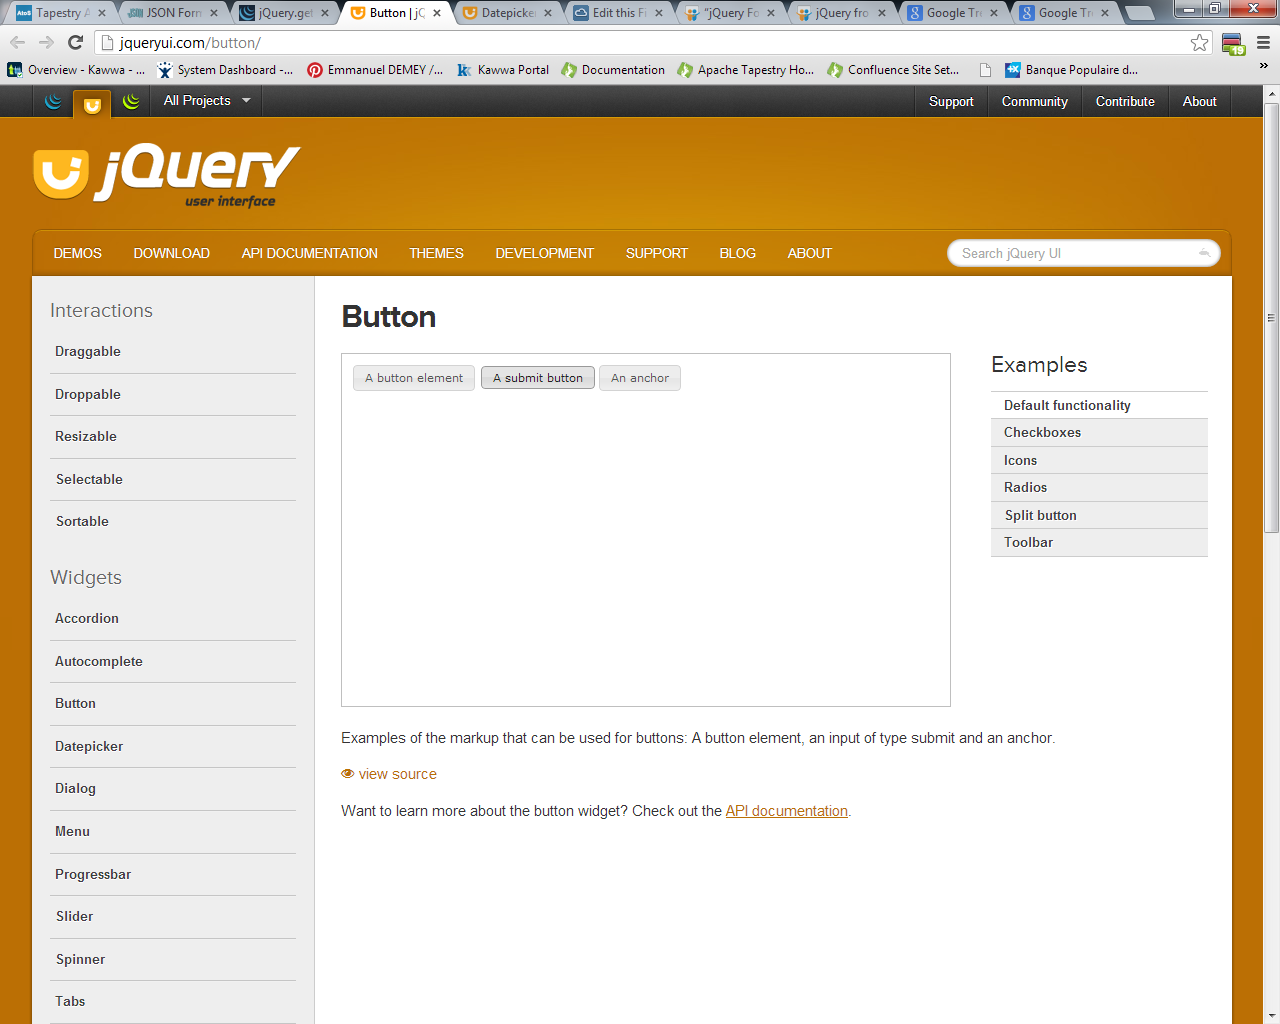 Tapestry A
JSON Form
jQuery.get
Button | jQ
Datepicker
Edit this Fi
"jQuery Fo
jQuery fro
Google Tre
Google Tr
jqueryui.com/button/
19
Overview - Kawwa - ...
System Dashboard -...
Emmanuel DEMEY /...
Kawwa Portal
Documentation
Apache Tapestry Ho...
Confluence Site Set...
Banque Populaire d...
»
All Projects
Support
Community
Contribute
About
jQuery
user interface
DEMOS
DOWNLOAD
API DOCUMENTATION
THEMES
DEVELOPMENT
SUPPORT
BLOG
ABOUT
Search jQuery UI
Interactions
Draggable
Droppable
Resizable
Selectable
Sortable
Widgets
Accordion
Autocomplete
Button
Datepicker
Dialog
Menu
Progressbar
Slider
Spinner
Tabs
Button
A button element
A submit button
An anchor
Examples of the markup that can be used for buttons: A button element, an input of type submit and an anchor.
view source
Want to learn more about the button widget? Check out the API documentation.
Examples
Default functionality
Checkboxes
Icons
Radios
Split button
Toolbar